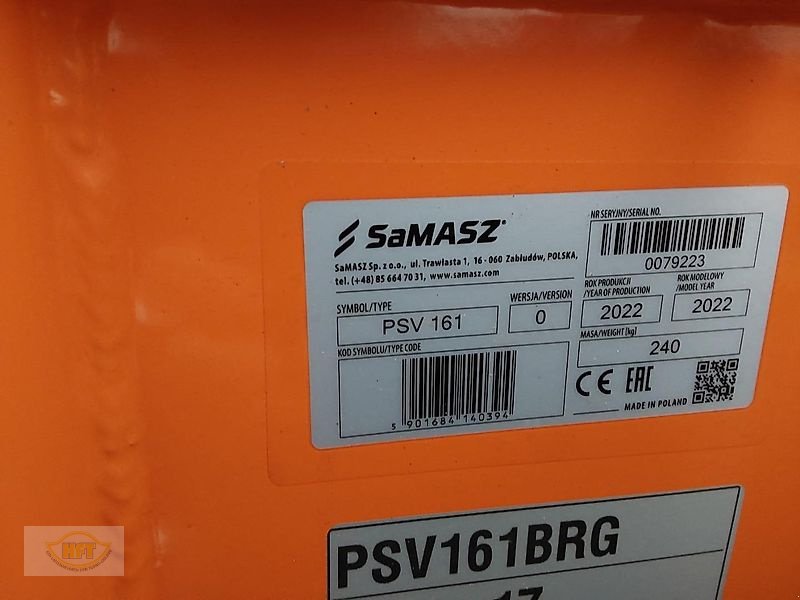 SaMASZ
SaMASZ Sp. z o.o., ul. Trawiasta 1, 16 - 060 Zabłudów, POLSKA,
tel. (+48) 85 664 70 31, www.samasz.com
NR SERYJNY/SERIAL NO.
0079223
SYMBOL/TYPE
PSV 161
WERSJA/VERSION
0
ROK PRODUKCJI
/YEAR OF PRODUCTION
2022
ROK MODELOWY
/MODEL YEAR
2022
MASA/WEIGHT [kg]
240
KOD SYMBOLU/TYPE CODE
5 901684 140394
CE EAC
MADE IN POLAND
PSV161BRG
17
HFT